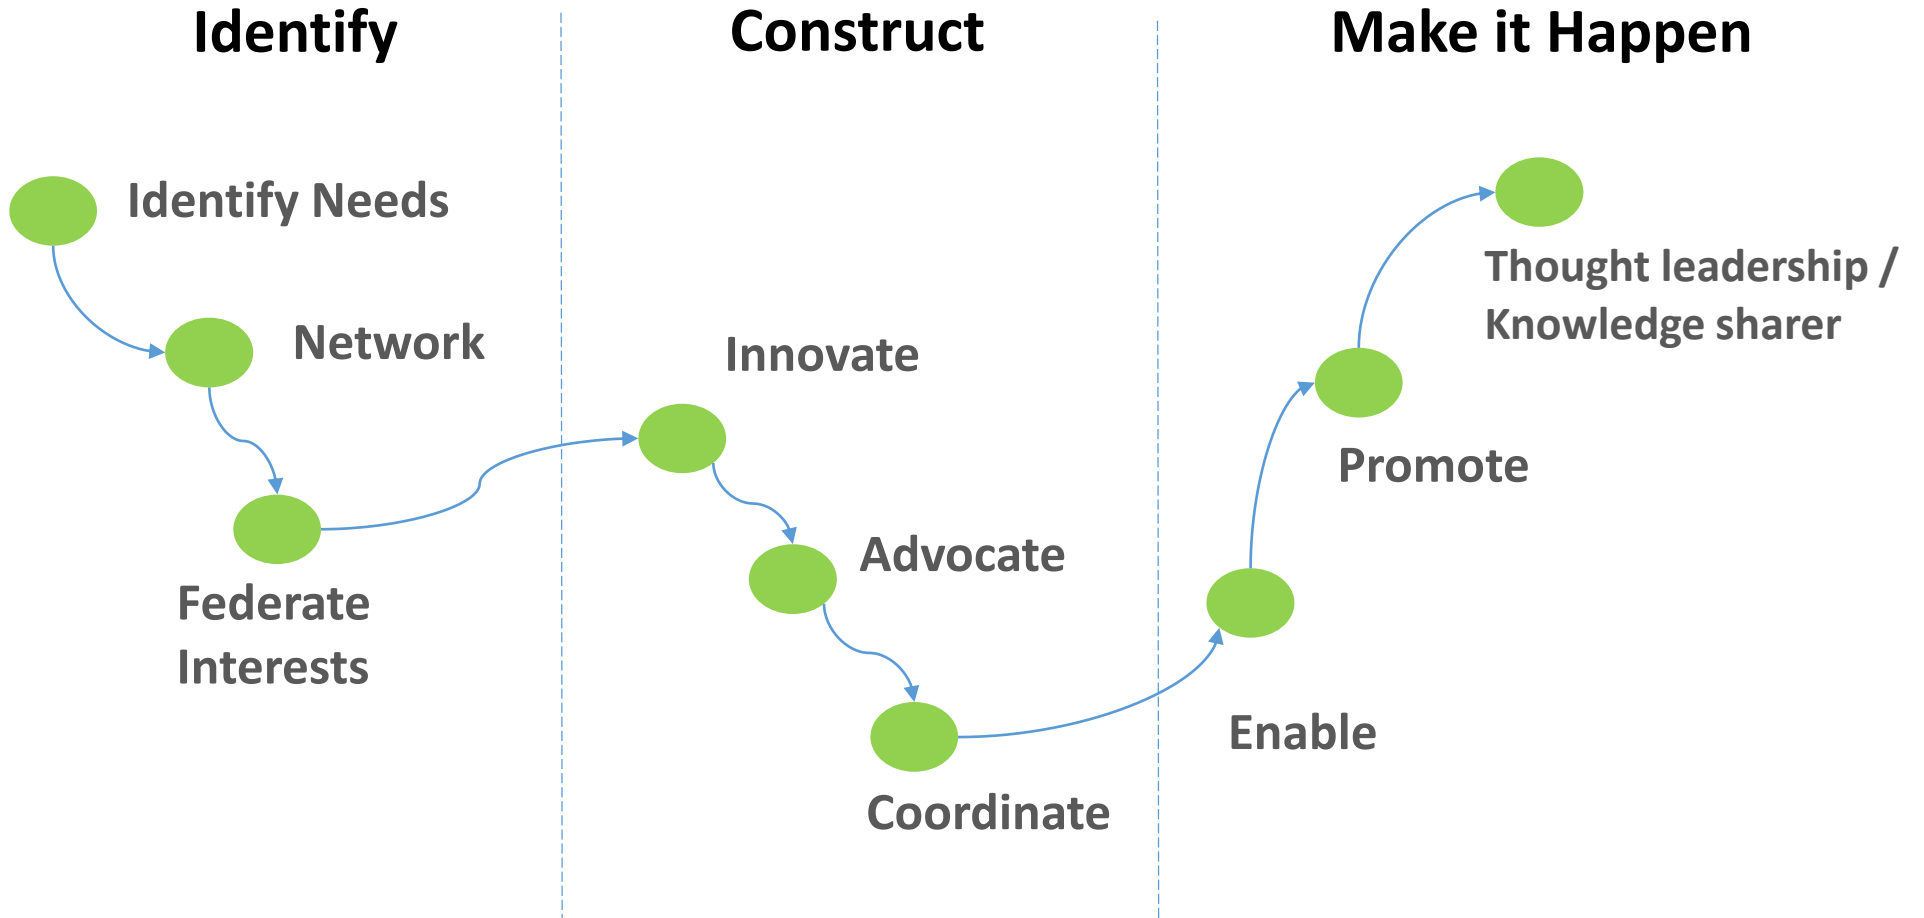 Identify
Construct
Make it Happen
Identify Needs
Network
Federate
Interests
Innovate
Advocate
Coordinate
Enable
Promote
Thought leadership /
Knowledge sharer